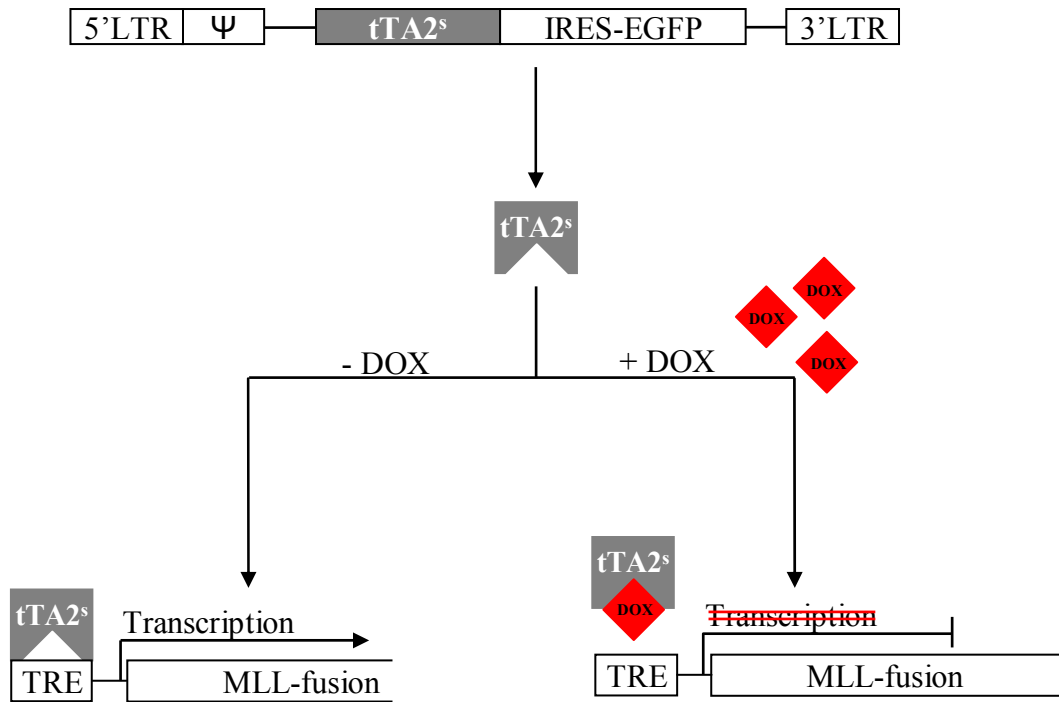 5'LTR Ψ tTA2ˢ IRES-EGFP 3'LTR
tTA2ˢ
DOX
DOX
DOX
- DOX + DOX
tTA2ˢ
Transcription
TRE MLL-fusion
tTA2ˢ
DOX
Transcription
TRE MLL-fusion